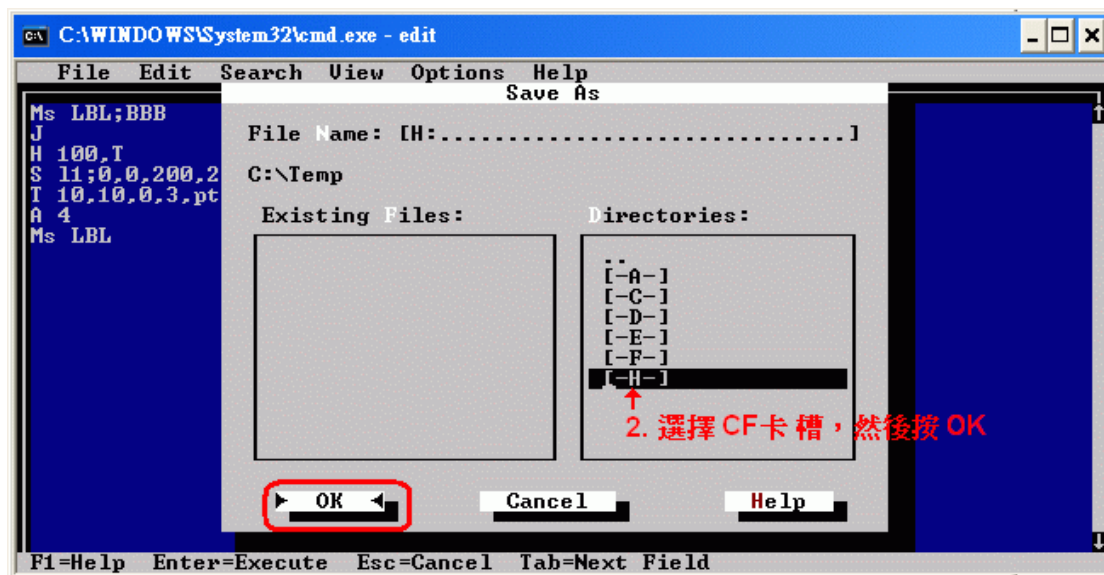 C:\WINDOWS\System32\cmd.exe - edit
File Edit Search View Options Help
Save As
Ms LBL;BBB
J
H 100,T
S l1;0,0,200,2
T 10,10,0,3,pt
A 4
Ms LBL
File Name: [H:...............................]
C:\Temp
Existing Files:
Directories:
..
[-A-]
[-C-]
[-D-]
[-E-]
[-F-]
[-H-]
2. 選擇 CF卡 槽，然後按 OK
OK
Cancel
Help
F1=Help Enter=Execute Esc=Cancel Tab=Next Field